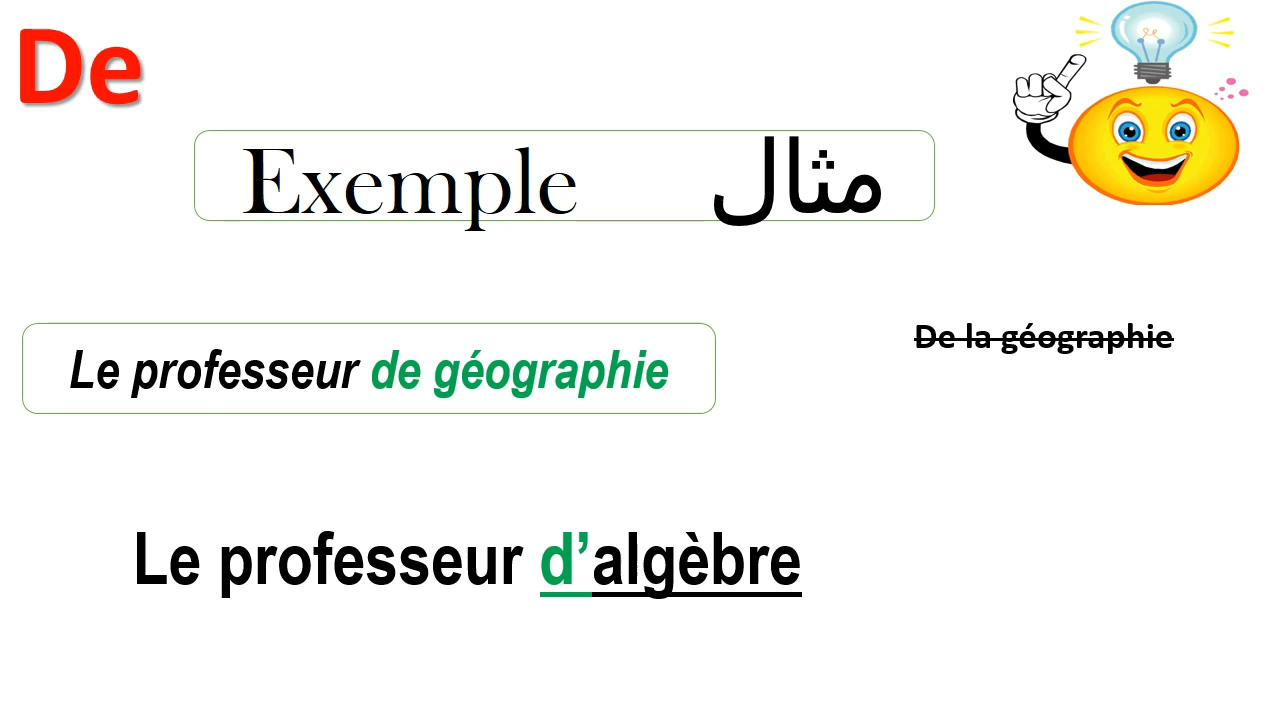 De
Exemple مثال
Le professeur de géographie
De la géographie
Le professeur d’algèbre